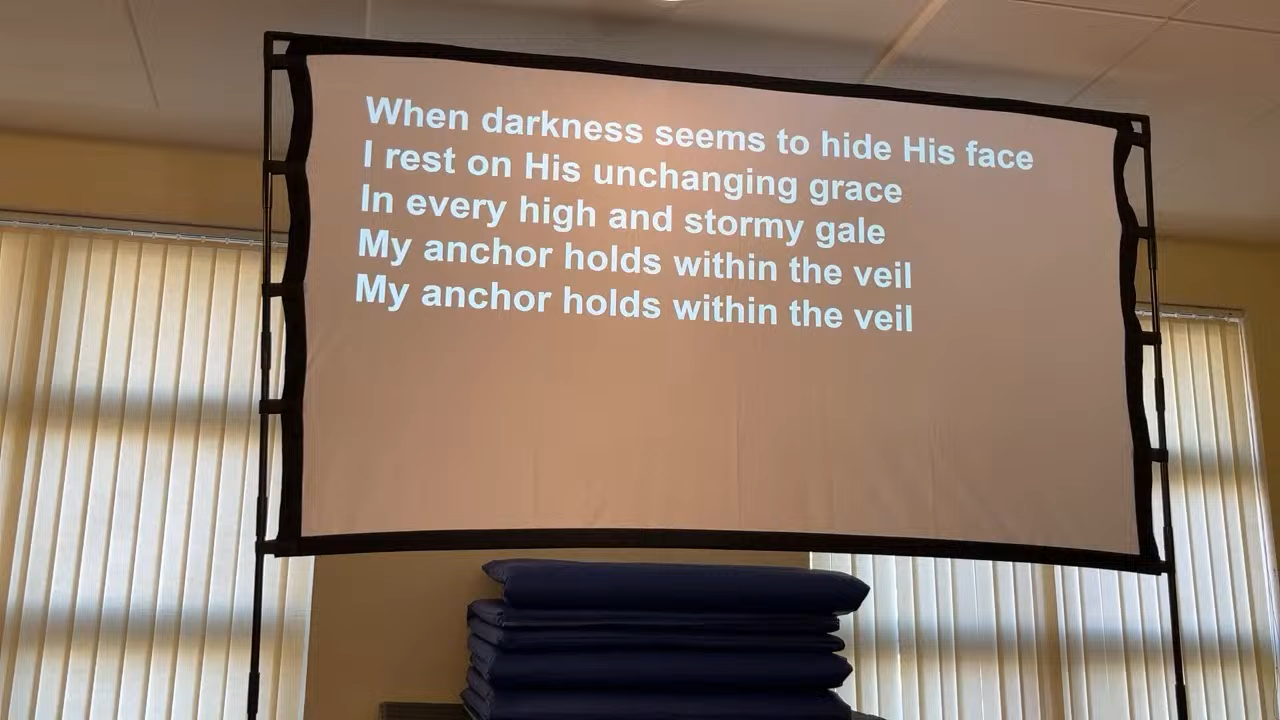 When darkness seems to hide His face
I rest on His unchanging grace
In every high and stormy gale
My anchor holds within the veil
My anchor holds within the veil